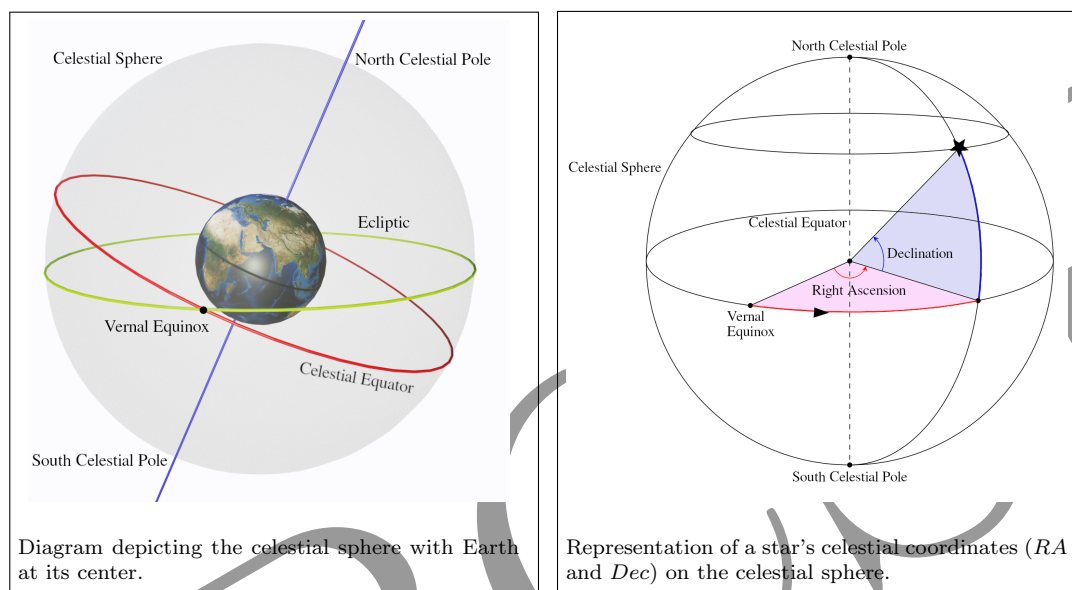 Celestial Sphere
North Celestial Pole
Ecliptic
Vernal Equinox
Celestial Equator
South Celestial Pole
Diagram depicting the celestial sphere with Earth
at its center.
North Celestial Pole
Celestial Sphere
Celestial Equator
Declination
Right Ascension
Vernal
Equinox
South Celestial Pole
Representation of a star's celestial coordinates (RA
and Dec) on the celestial sphere.